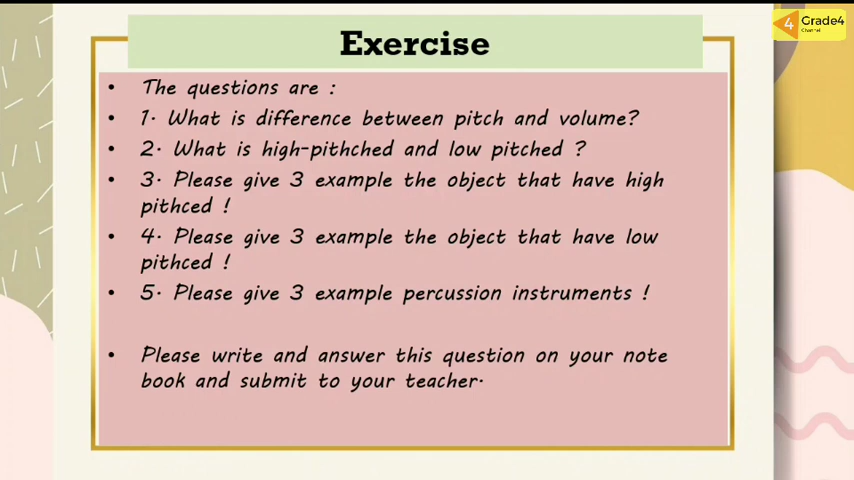 Exercise
4 Grade4
Channel
• The questions are :
• 1. What is difference between pitch and volume?
• 2. What is high-pithched and low pitched ?
• 3. Please give 3 example the object that have high
pithced !
• 4. Please give 3 example the object that have low
pithced !
• 5. Please give 3 example percussion instruments !
• Please write and answer this question on your note
book and submit to your teacher.